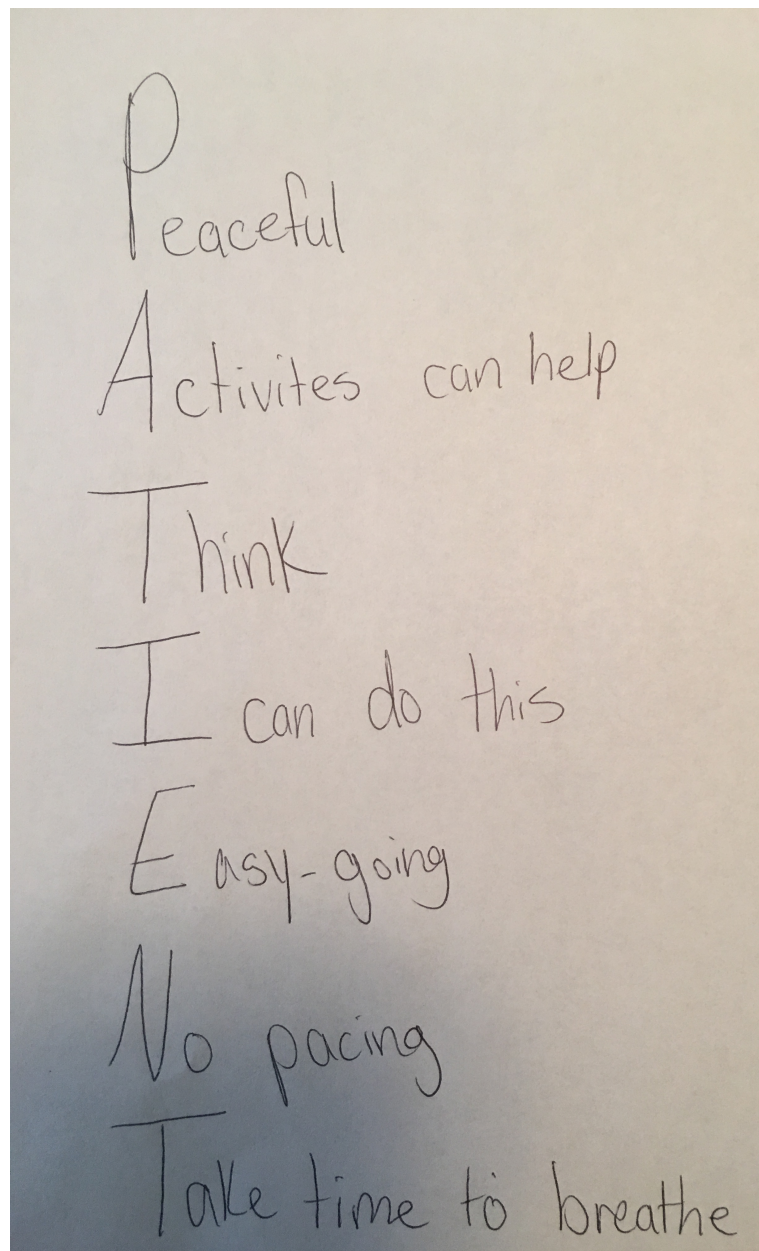 Peaceful
Activites can help
Think
I can do this
Easy-going
No pacing
Take time to breathe